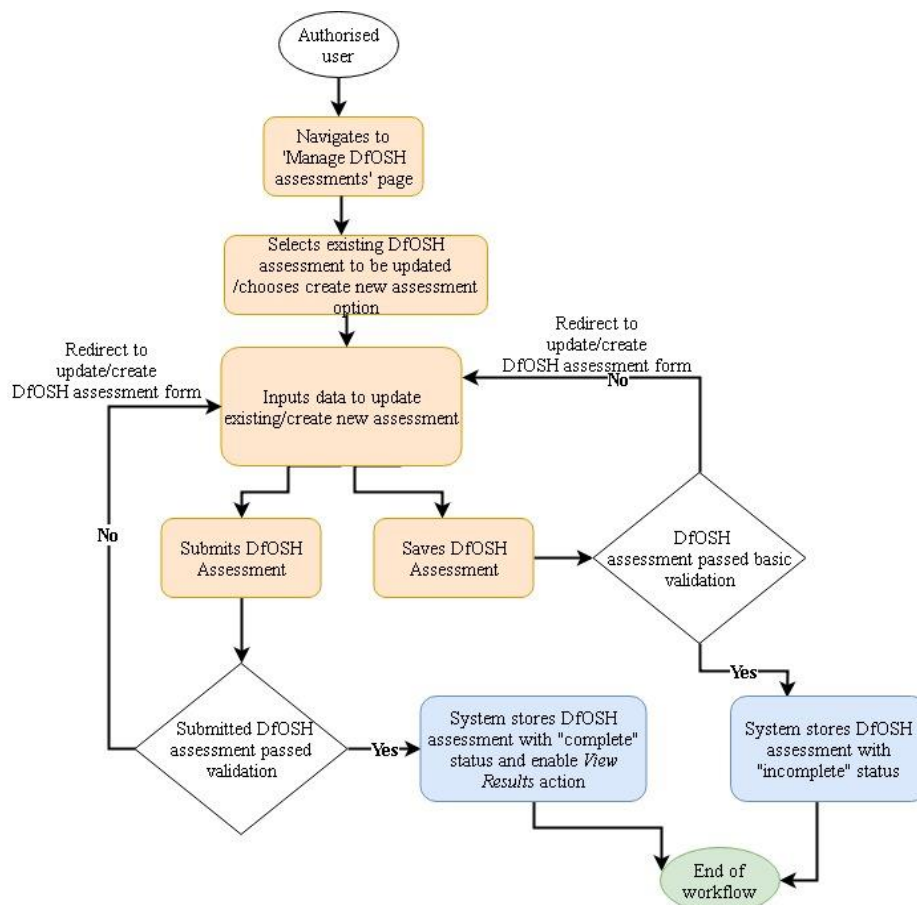 Authorised
user
Navigates to
'Manage DfOSH
assessments' page
Selects existing DfOSH
assessment to be updated
/chooses create new assessment
option
Redirect to
update/create
DfOSH assessment form
Redirect to
update/create
DfOSH assessment form
No
Inputs data to update
existing/create new assessment
No
Submits DfOSH
Assessment
Saves DfOSH
Assessment
DfOSH
assessment passed basic
validation
Yes
Submitted DfOSH
assessment passed
validation
Yes
System stores DfOSH
assessment with "complete"
status and enable View
Results action
System stores DfOSH
assessment with
"incomplete" status
End of
workflow